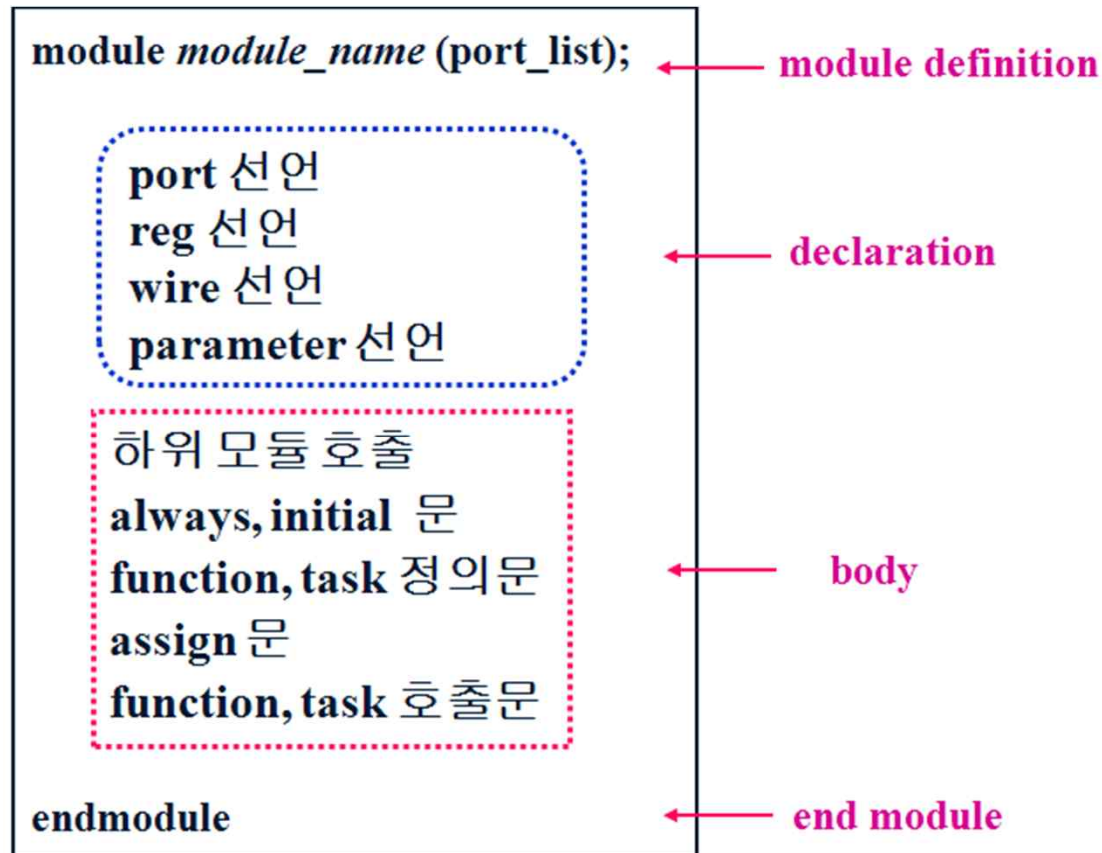 module module_name (port_list);
module definition
port 선언
reg 선언
wire 선언
parameter 선언
declaration
하위 모듈 호출
always, initial 문
function, task 정의문
assign 문
function, task 호출문
body
endmodule
end module